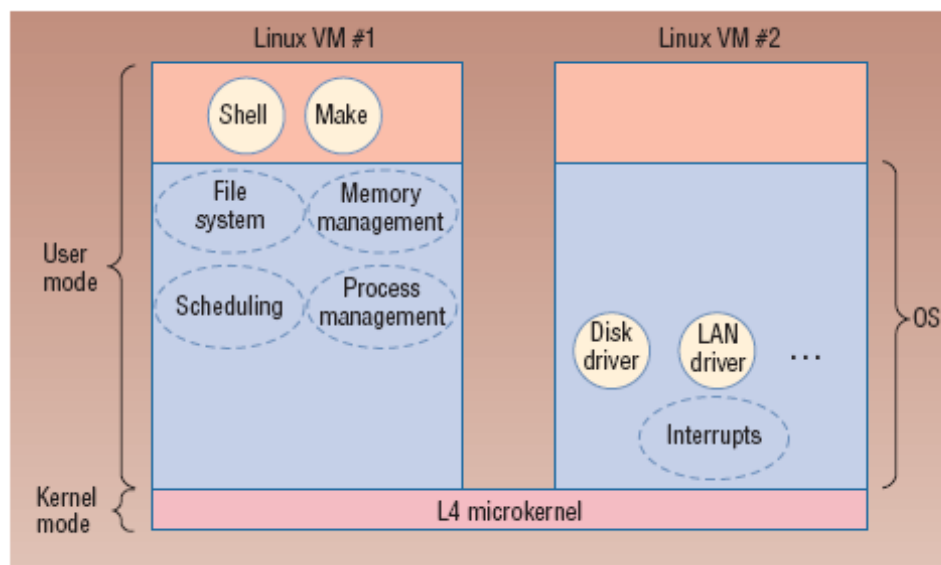 Linux VM #1
Linux VM #2
Shell
Make
File
system
Memory
management
User
mode
Scheduling
Process
management
Disk
driver
LAN
driver
...
OS
Interrupts
Kernel
mode
L4 microkernel